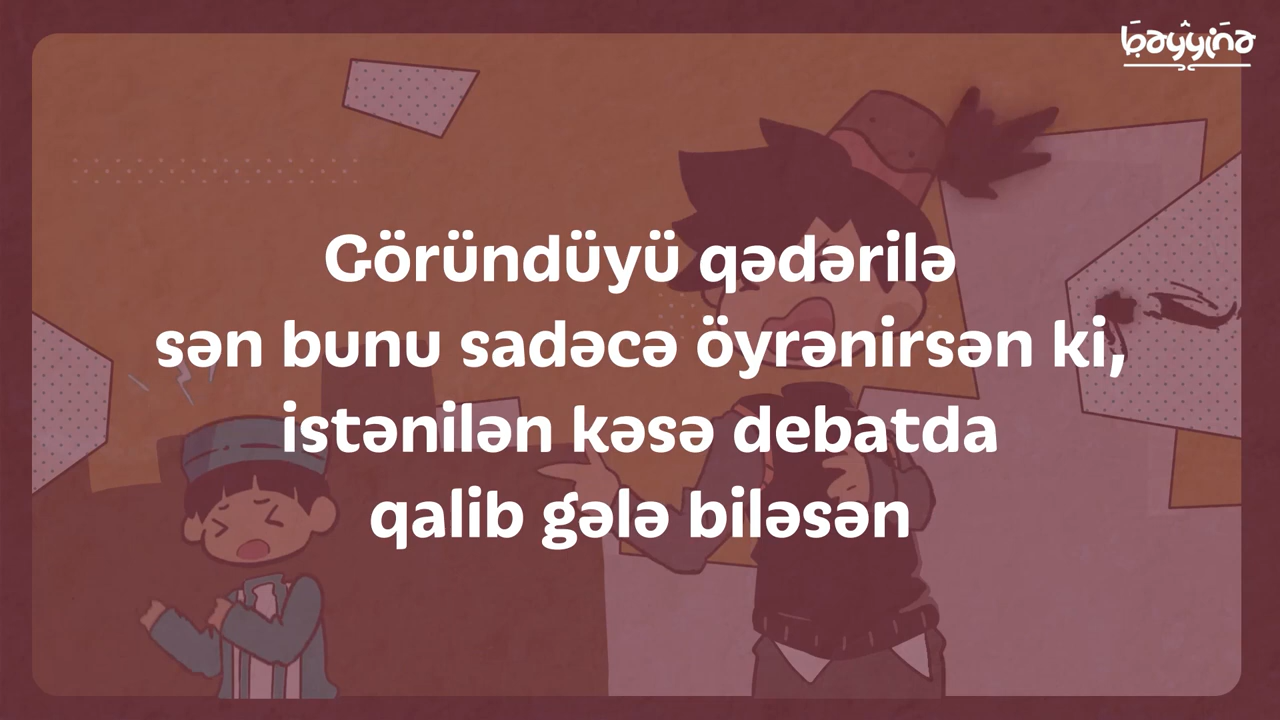 bayyina
Göründüyü qədərilə
sən bunu sadəcə öyrənirsən ki,
istənilən kəsə debatda
qalib gələ biləsən